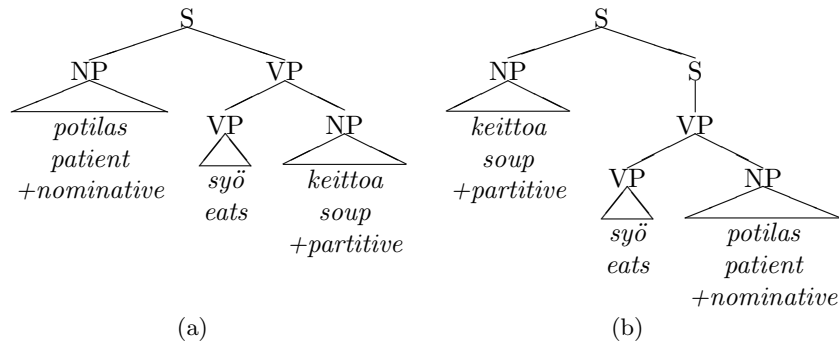 S
NP VP
potilas
patient
+nominative
VP NP
syö
eats
keittoa
soup
+partitive
(a)
S
NP S
keittoa
soup
+partitive
VP
VP NP
syö
eats
potilas
patient
+nominative
(b)